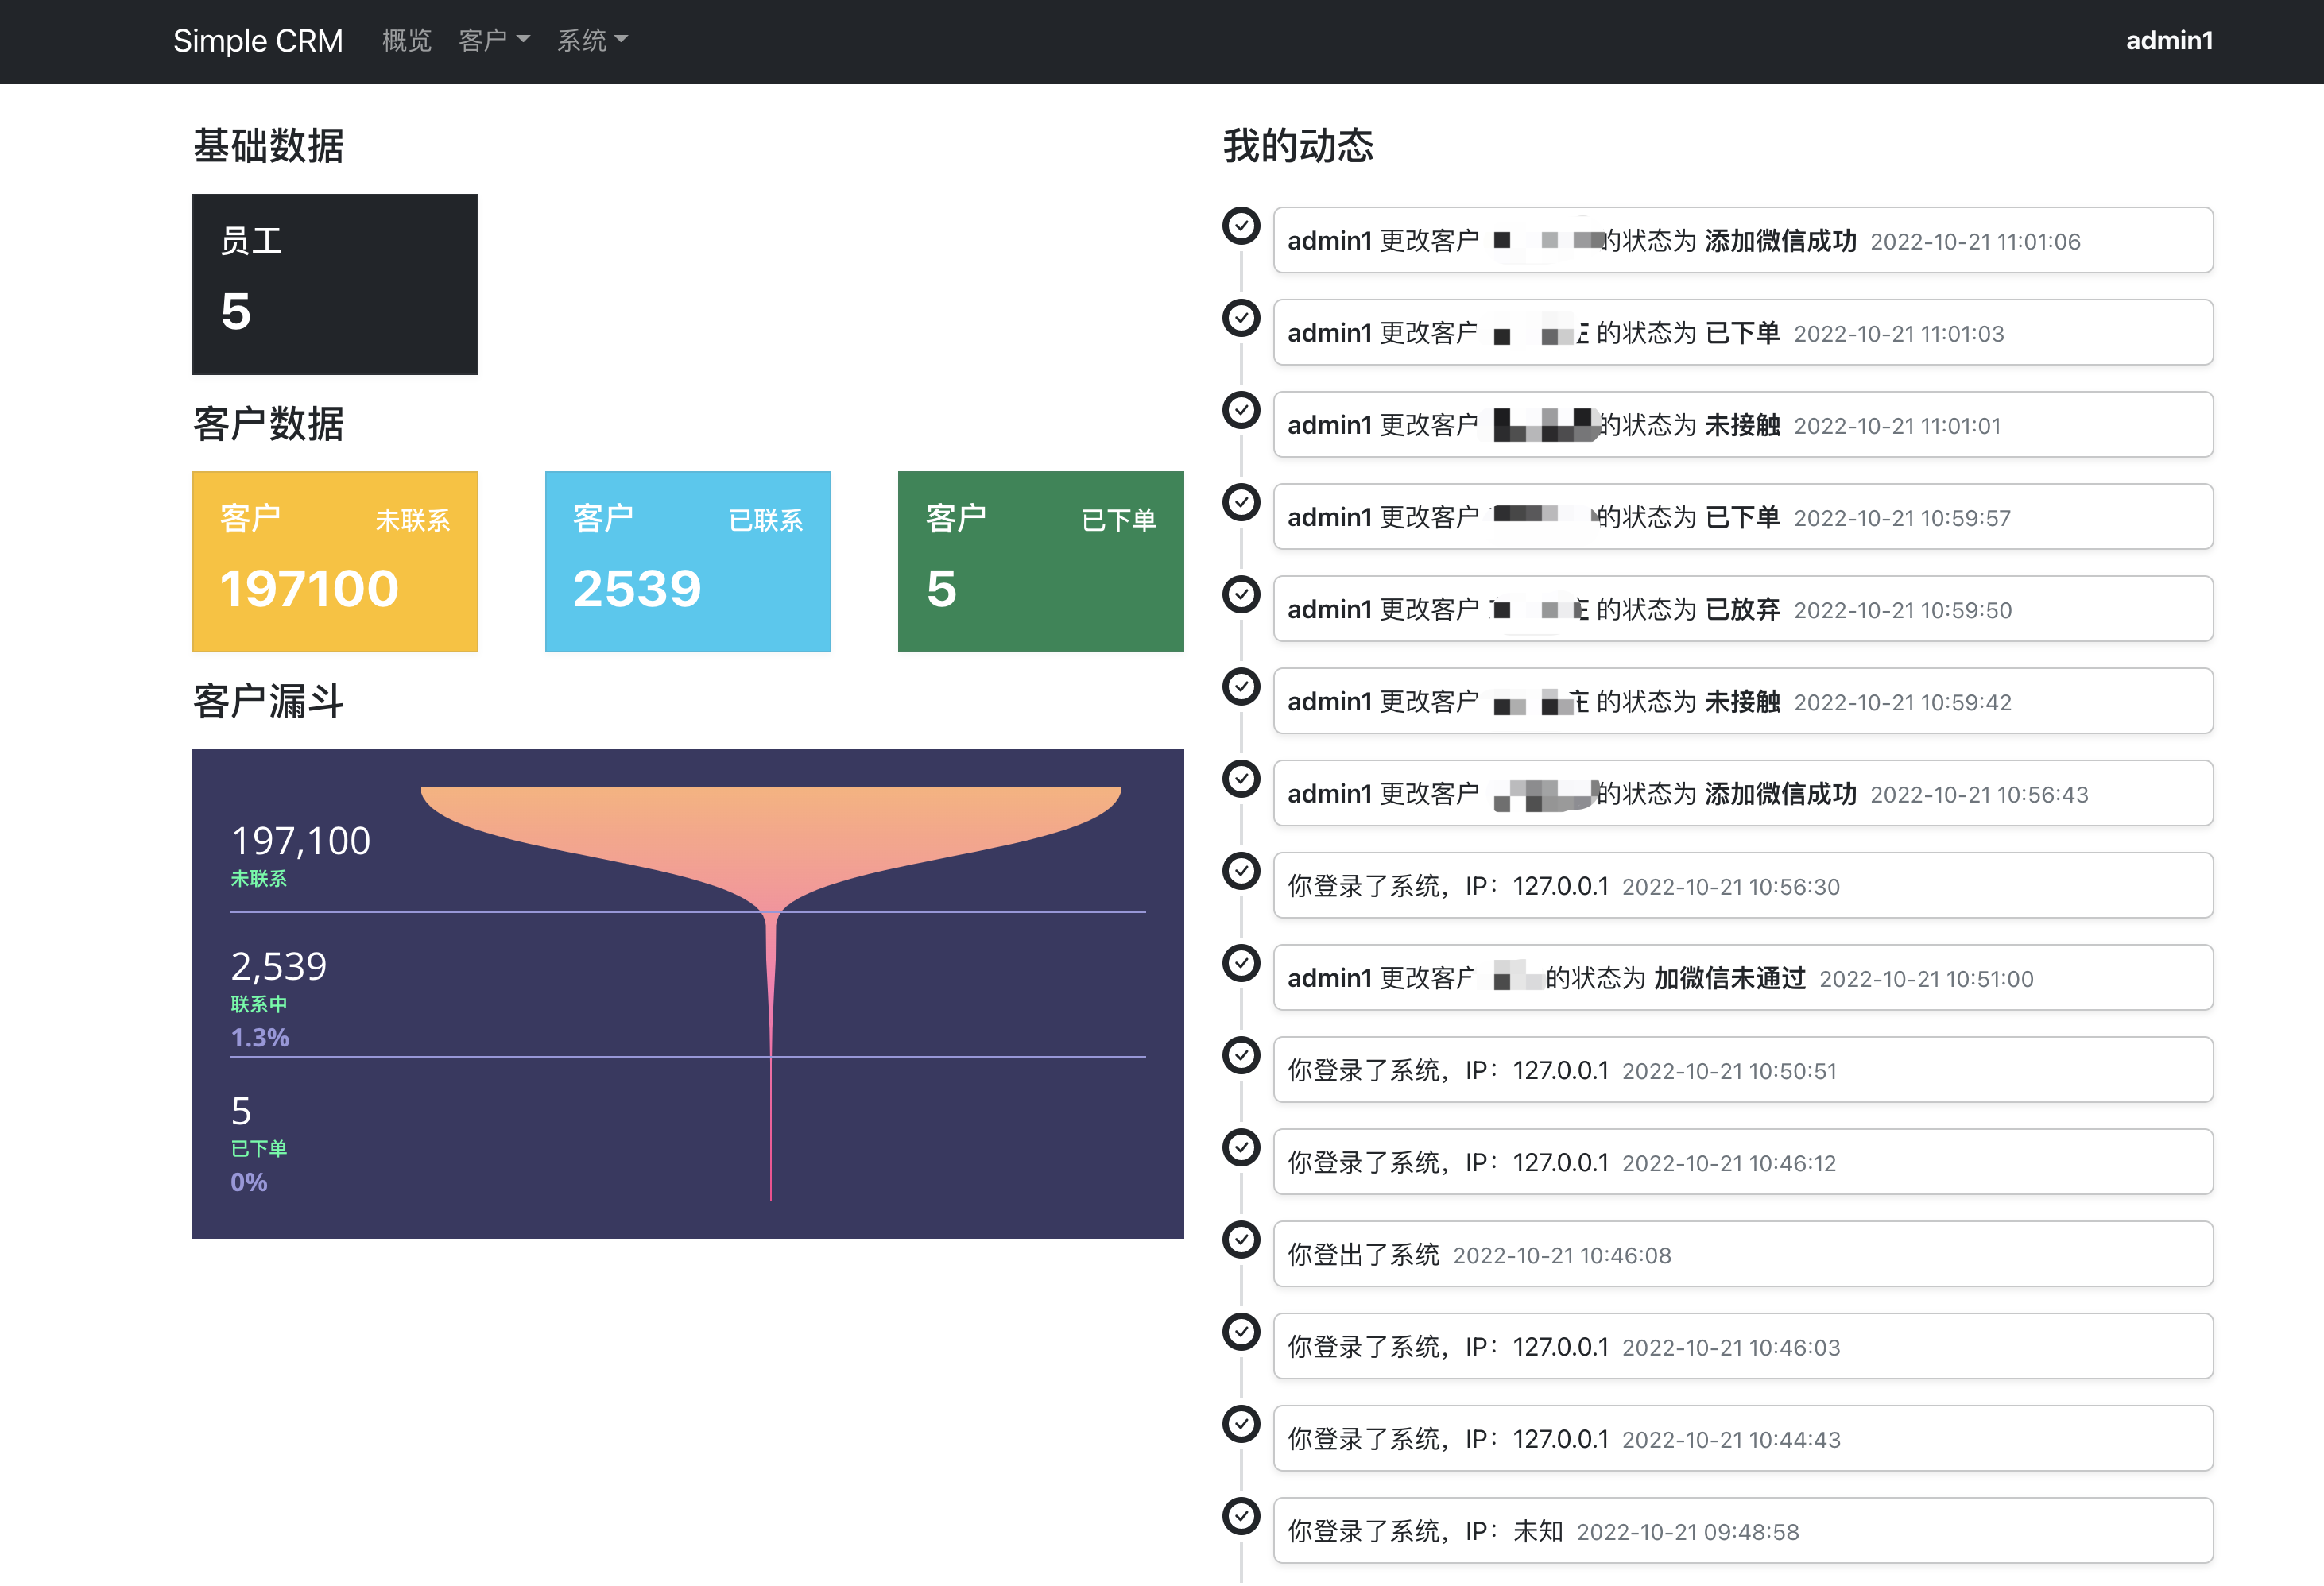 Simple CRM 概览 客户 系统 admin1
基础数据
员工
5
客户数据
客户 未联系
197100
客户 已联系
2539
客户 已下单
5
客户漏斗
197,100
未联系
2,539
联系中
1.3%
5
已下单
0%
我的动态
admin1 更改客户 的状态为 添加微信成功 2022-10-21 11:01:06
admin1 更改客户 的状态为 已下单 2022-10-21 11:01:03
admin1 更改客户 的状态为 未接触 2022-10-21 11:01:01
admin1 更改客户 的状态为 已下单 2022-10-21 10:59:57
admin1 更改客户 的状态为 已放弃 2022-10-21 10:59:50
admin1 更改客户 的状态为 未接触 2022-10-21 10:59:42
admin1 更改客户 的状态为 添加微信成功 2022-10-21 10:56:43
你登录了系统，IP：127.0.0.1 2022-10-21 10:56:30
admin1 更改客户 的状态为 加微信未通过 2022-10-21 10:51:00
你登录了系统，IP：127.0.0.1 2022-10-21 10:50:51
你登录了系统，IP：127.0.0.1 2022-10-21 10:46:12
你登出了系统 2022-10-21 10:46:08
你登录了系统，IP：127.0.0.1 2022-10-21 10:46:03
你登录了系统，IP：127.0.0.1 2022-10-21 10:44:43
你登录了系统，IP：未知 2022-10-21 09:48:58